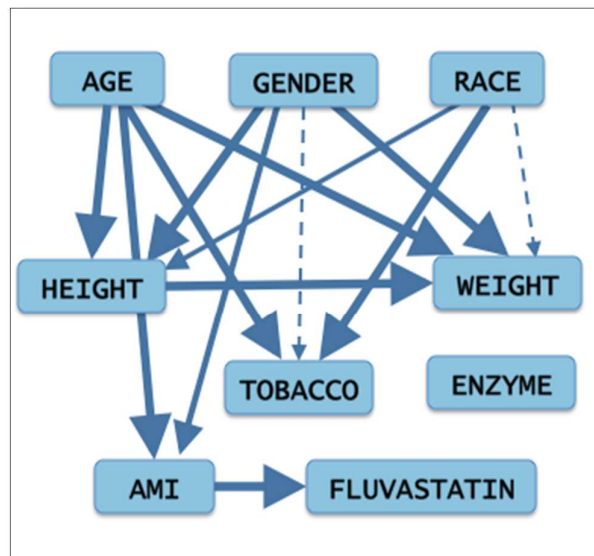 AGE
GENDER
RACE
HEIGHT
WEIGHT
TOBACCO
ENZYME
AMI
FLUVASTATIN